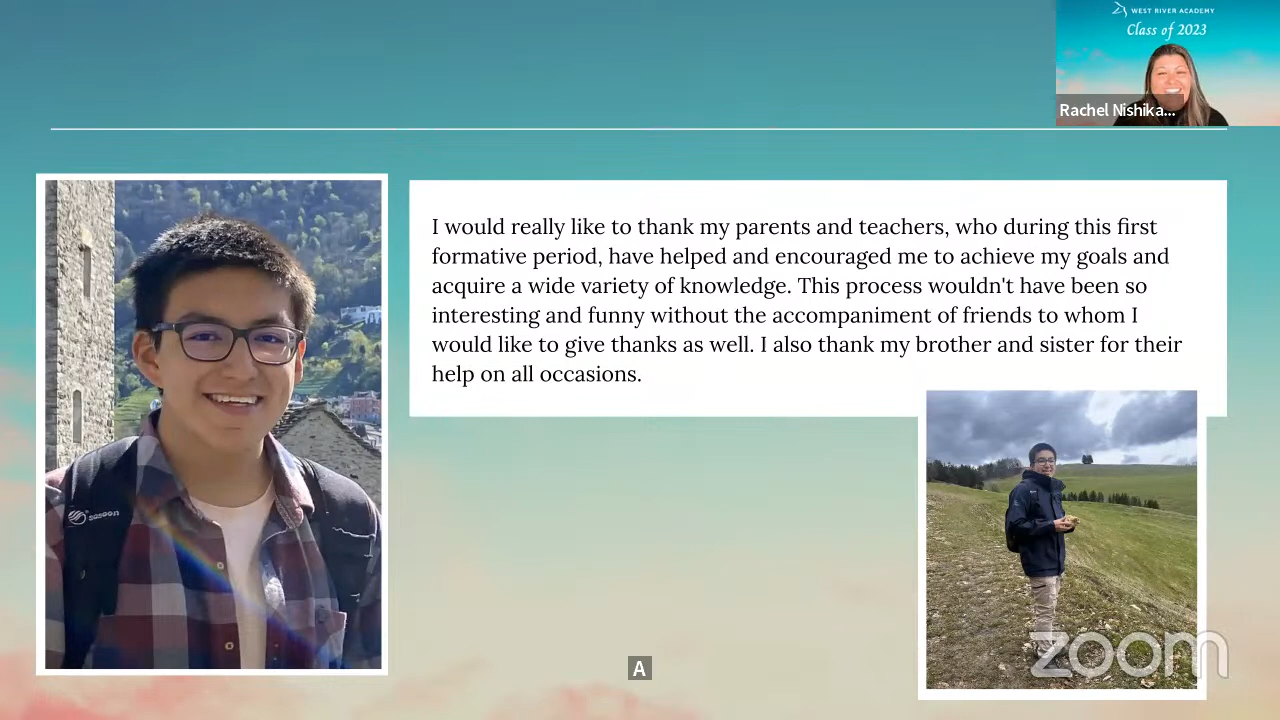 WEST RIVER ACADEMY
Class of 2023
Rachel Nishika...
I would really like to thank my parents and teachers, who during this first
formative period, have helped and encouraged me to achieve my goals and
acquire a wide variety of knowledge. This process wouldn't have been so
interesting and funny without the accompaniment of friends to whom I
would like to give thanks as well. I also thank my brother and sister for their
help on all occasions.
A
zoom